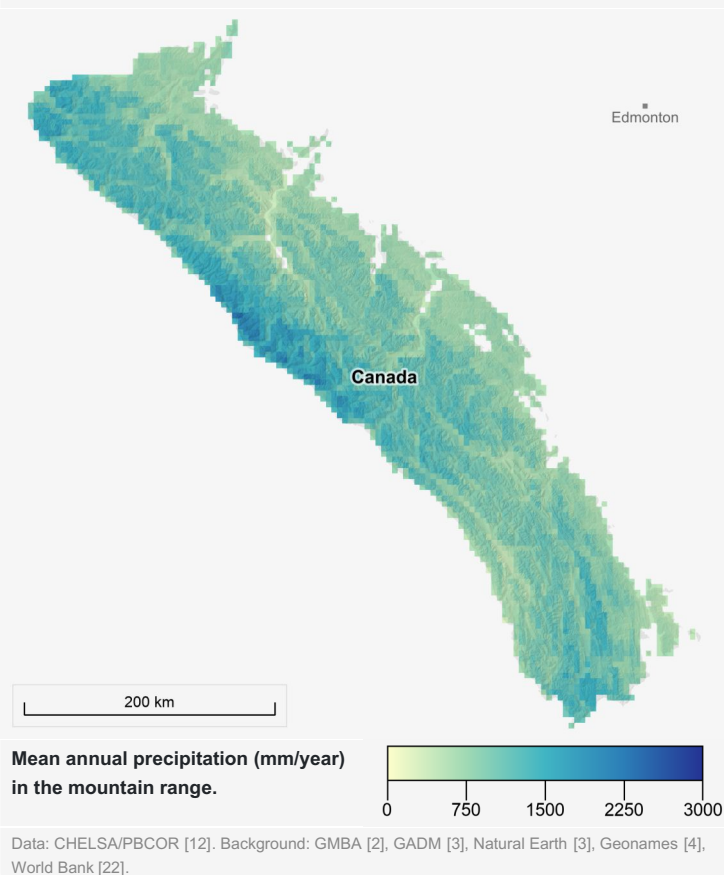 Edmonton
Canada
200 km
Mean annual precipitation (mm/year)
in the mountain range.
0 750 1500 2250 3000
Data: CHELSA/PBCOR [12]. Background: GMBA [2], GADM [3], Natural Earth [3], Geonames [4],
World Bank [22].